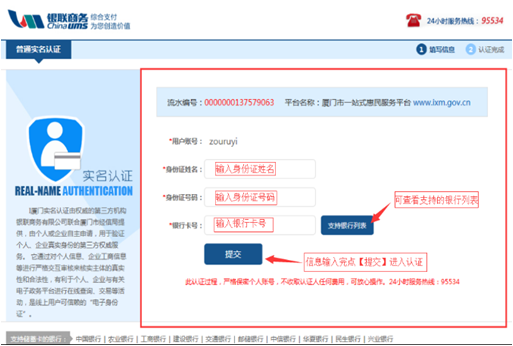 银联商务 China ums
综合支付
为您创造价值
24小时服务热线：95534
普通实名认证
1 填写信息 2 认证完成
流水编号：0000000137579063 平台名称：厦门市一站式惠民服务平台 www.ixm.gov.cn
*用户账号： zouruyi
*身份证姓名： 输入身份证姓名
*身份证号码： 输入身份证号码
*银行卡号： 输入银行卡号 支持银行列表
可查看支持的银行列表
提交
信息输入完点【提交】进入认证
此认证过程，严格保密个人账号，不收取认证人任何费用，可放心操作。24小时服务热线：95534
实名认证
REAL-NAME AUTHENTICATION
i厦门实名认证由权威的第三方机构
银联商务有限公司联合厦门市经信局提
供，由个人或企业自主申请，用于验证
个人、企业真实身份的第三方权威服
务。 它通过对个人信息、企业工商信息
等进行严格交互审核来核实主体的真实
性和合法性，有利于个人、企业与有关
电子政务平台进行在线查询、交易等活
动，是线上用户可信赖的“电子身份
证”。
支持借记卡的银行： 中国银行 | 农业银行 | 工商银行 | 建设银行 | 交通银行 | 邮储银行 | 中信银行 | 华夏银行 | 民生银行 | 兴业银行